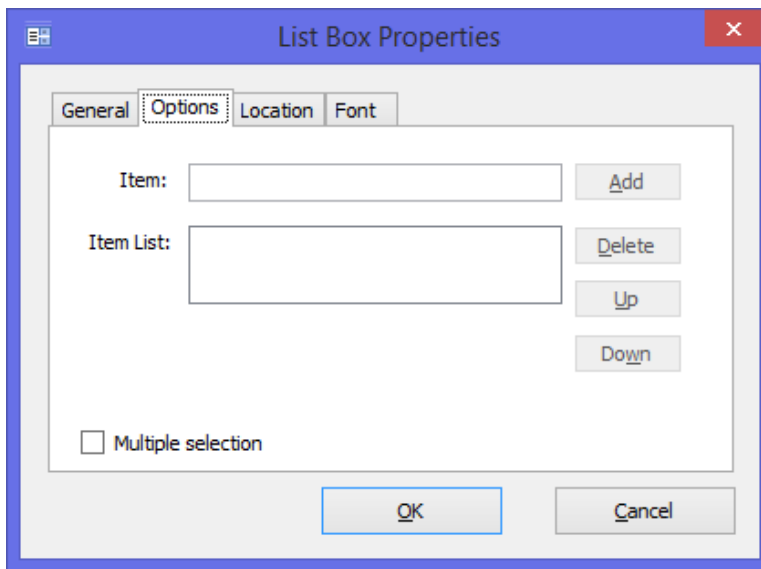 List Box Properties
General Options Location Font
Item: Add
Item List: Delete
Up
Down
Multiple selection
OK Cancel